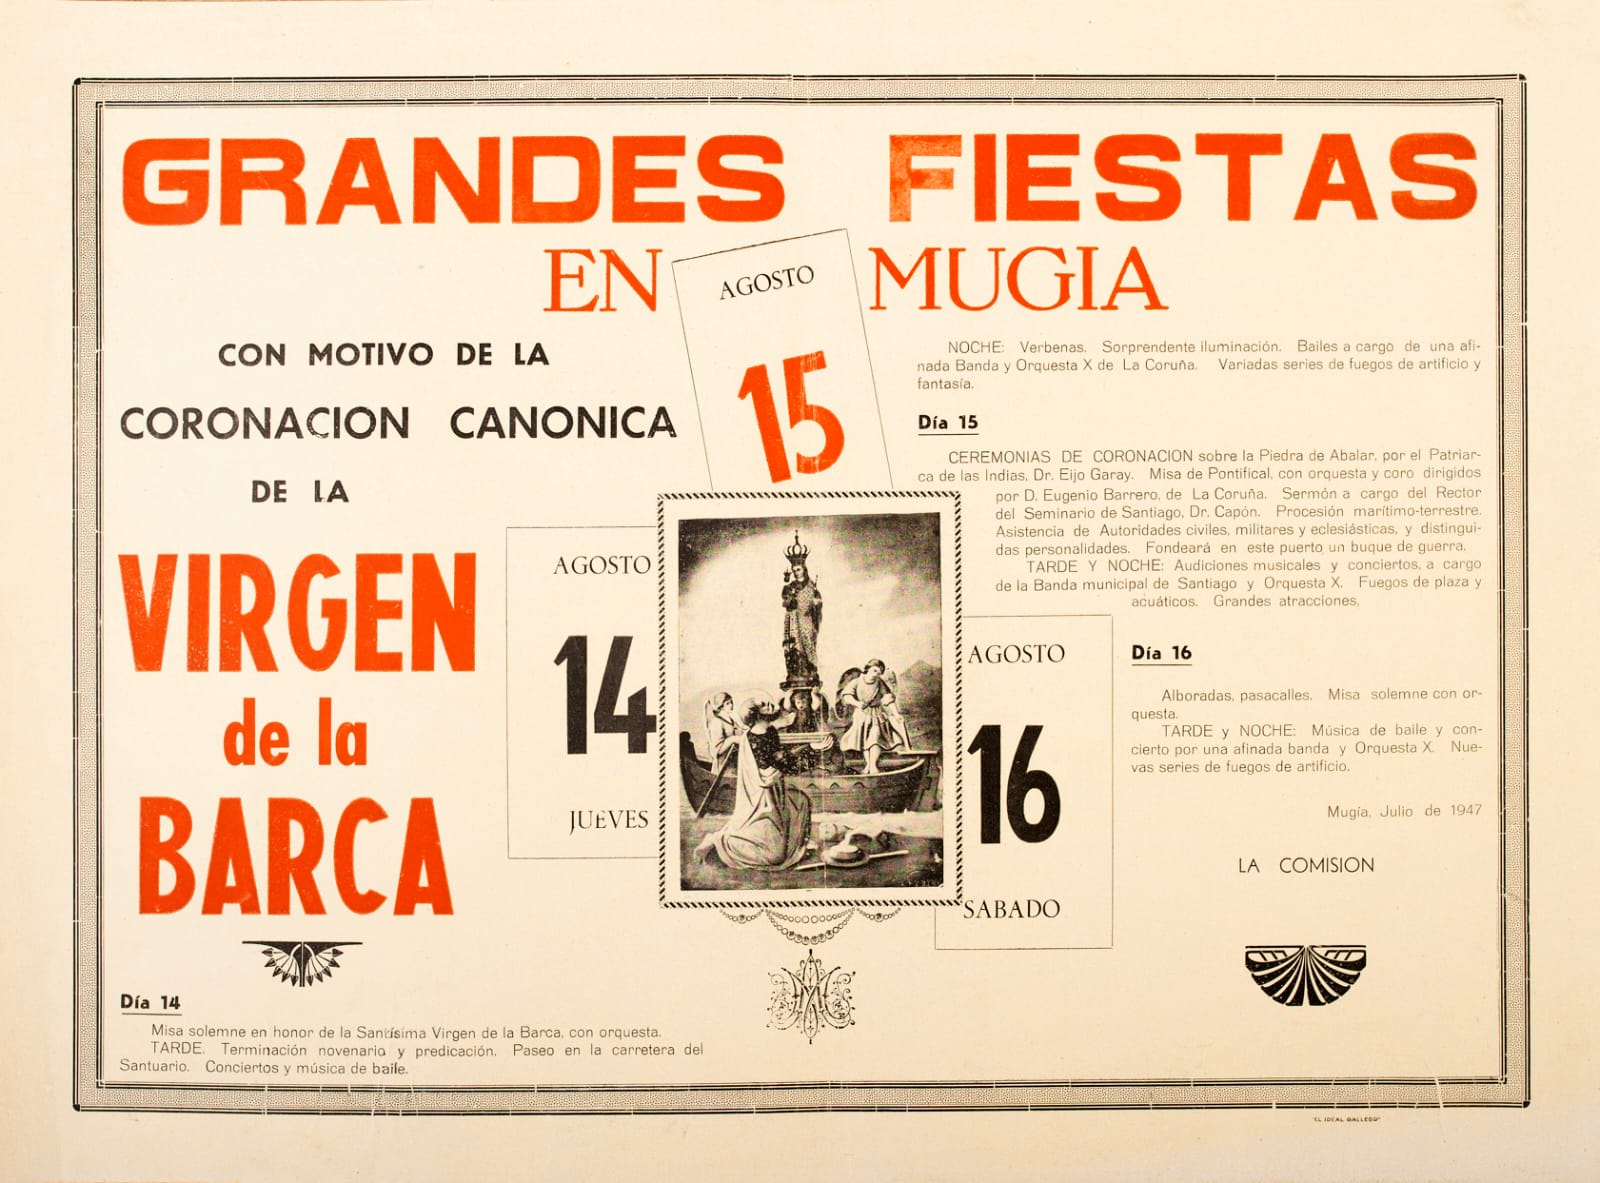 GRANDES FIESTAS
EN MUGIA
CON MOTIVO DE LA
CORONACION CANONICA
DE LA
VIRGEN
de la
BARCA
AGOSTO
15
AGOSTO
14
JUEVES
AGOSTO
16
SABADO
Día 14
Misa solemne en honor de la Santísima Virgen de la Barca, con orquesta.
TARDE. Terminación novenario y predicación. Paseo en la carretera del
Santuario. Conciertos y música de baile.
NOCHE: Verbenas. Sorprendente iluminación. Bailes a cargo de una afi-
nada Banda y Orquesta X de La Coruña. Variadas series de fuegos de artificio y
fantasía.
Día 15
CEREMONIAS DE CORONACION sobre la Piedra de Abalar, por el Patriar-
ca de las Indias, Dr. Eijo Garay. Misa de Pontifical, con orquesta y coro dirigidos
por D. Eugenio Barrero, de La Coruña. Sermón a cargo del Rector
del Seminario de Santiago, Dr. Capón. Procesión marítimo-terrestre.
Asistencia de Autoridades civiles, militares y eclesiásticas, y distingui-
das personalidades. Fondeará en este puerto un buque de guerra.
TARDE Y NOCHE: Audiciones musicales y conciertos, a cargo
de la Banda municipal de Santiago y Orquesta X. Fuegos de plaza y
acuáticos. Grandes atracciones.
Día 16
Alboradas, pasacalles. Misa solemne con or-
questa.
TARDE y NOCHE: Música de baile y con-
cierto por una afinada banda y Orquesta X. Nue-
vas series de fuegos de artificio.
Mugía, Julio de 1947
LA COMISION
"EL IDEAL GALLEGO"